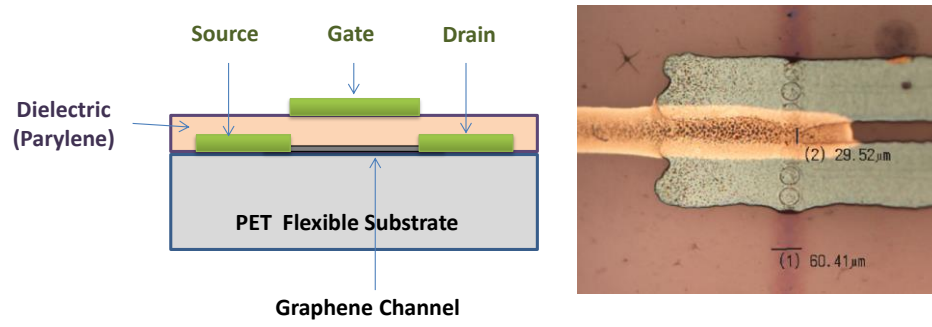 Source Gate Drain
Dielectric
(Parylene)
PET Flexible Substrate
Graphene Channel
(2) 29.52μm
(1) 60.41μm